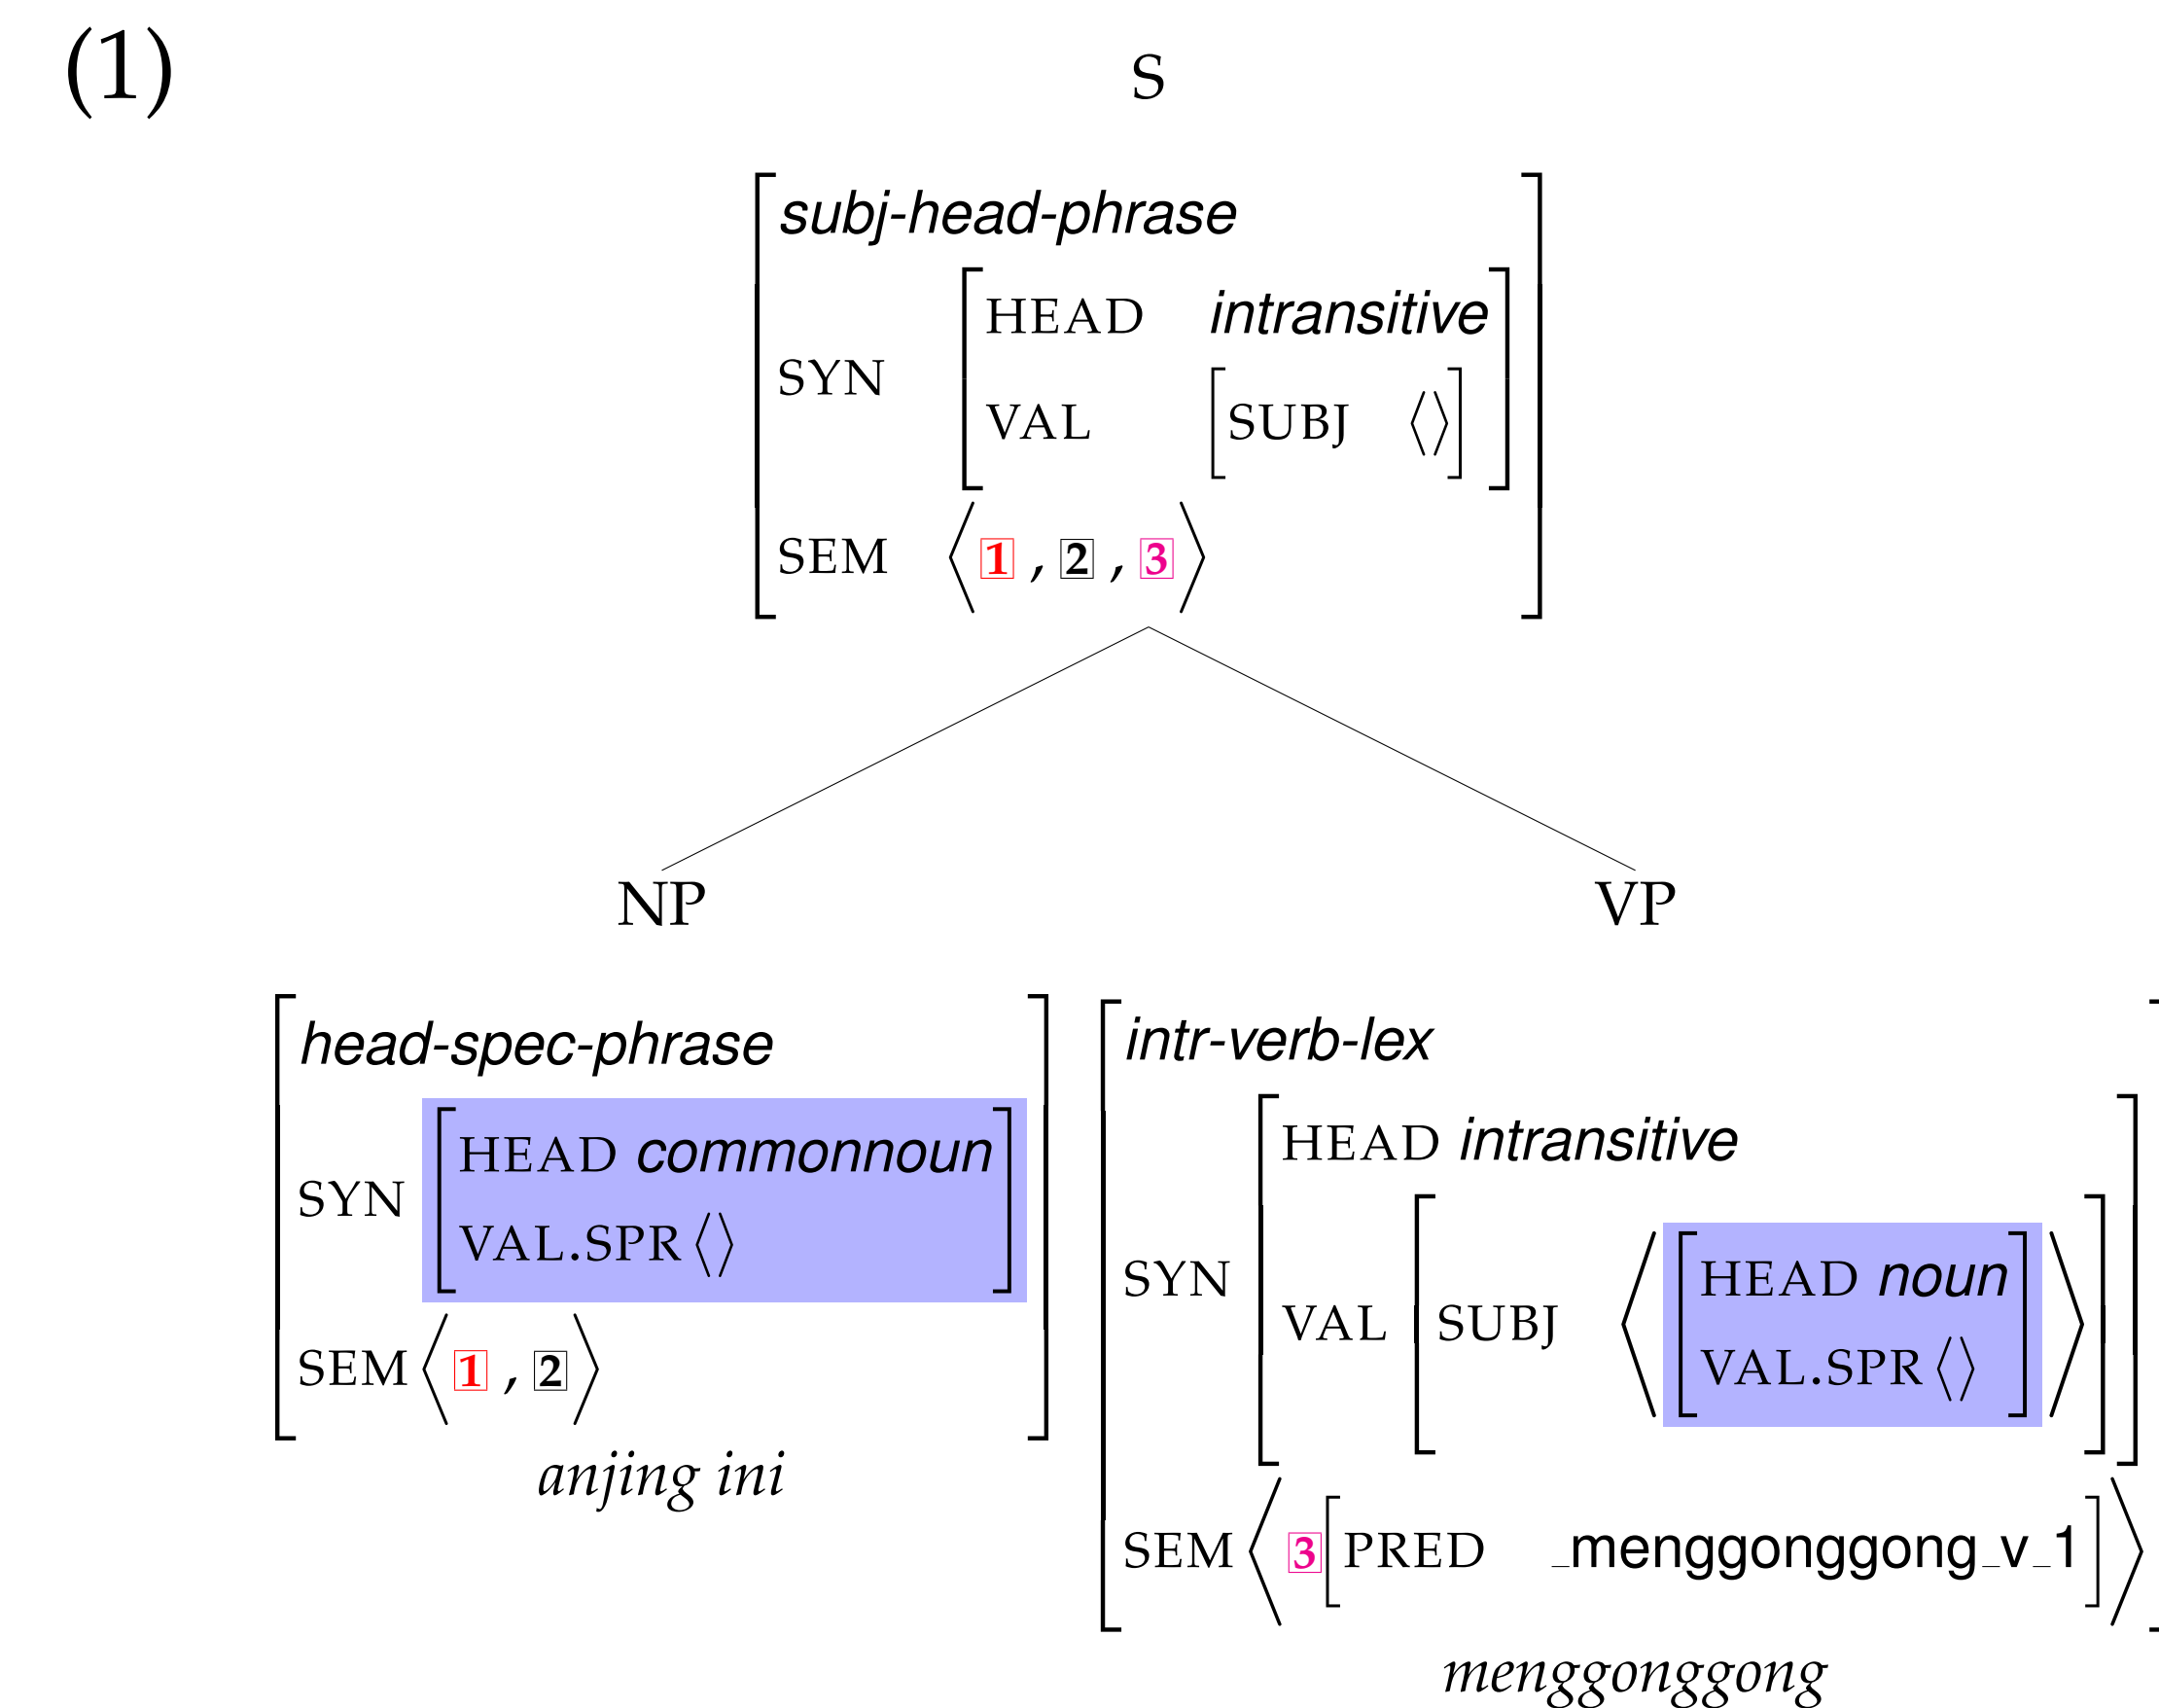 (1)
S
subj-head-phrase
SYN
HEAD intransitive
VAL
SUBJ ⟨⟩
SEM ⟨1 , 2 , 3⟩
NP
head-spec-phrase
SYN
HEAD commonnoun
VAL.SPR⟨⟩
SEM⟨1 , 2⟩
anjing ini
VP
intr-verb-lex
SYN
HEAD intransitive
VAL
SUBJ
HEAD noun
VAL.SPR⟨⟩
SEM⟨3[PRED _menggonggong_v_1]⟩
menggonggong